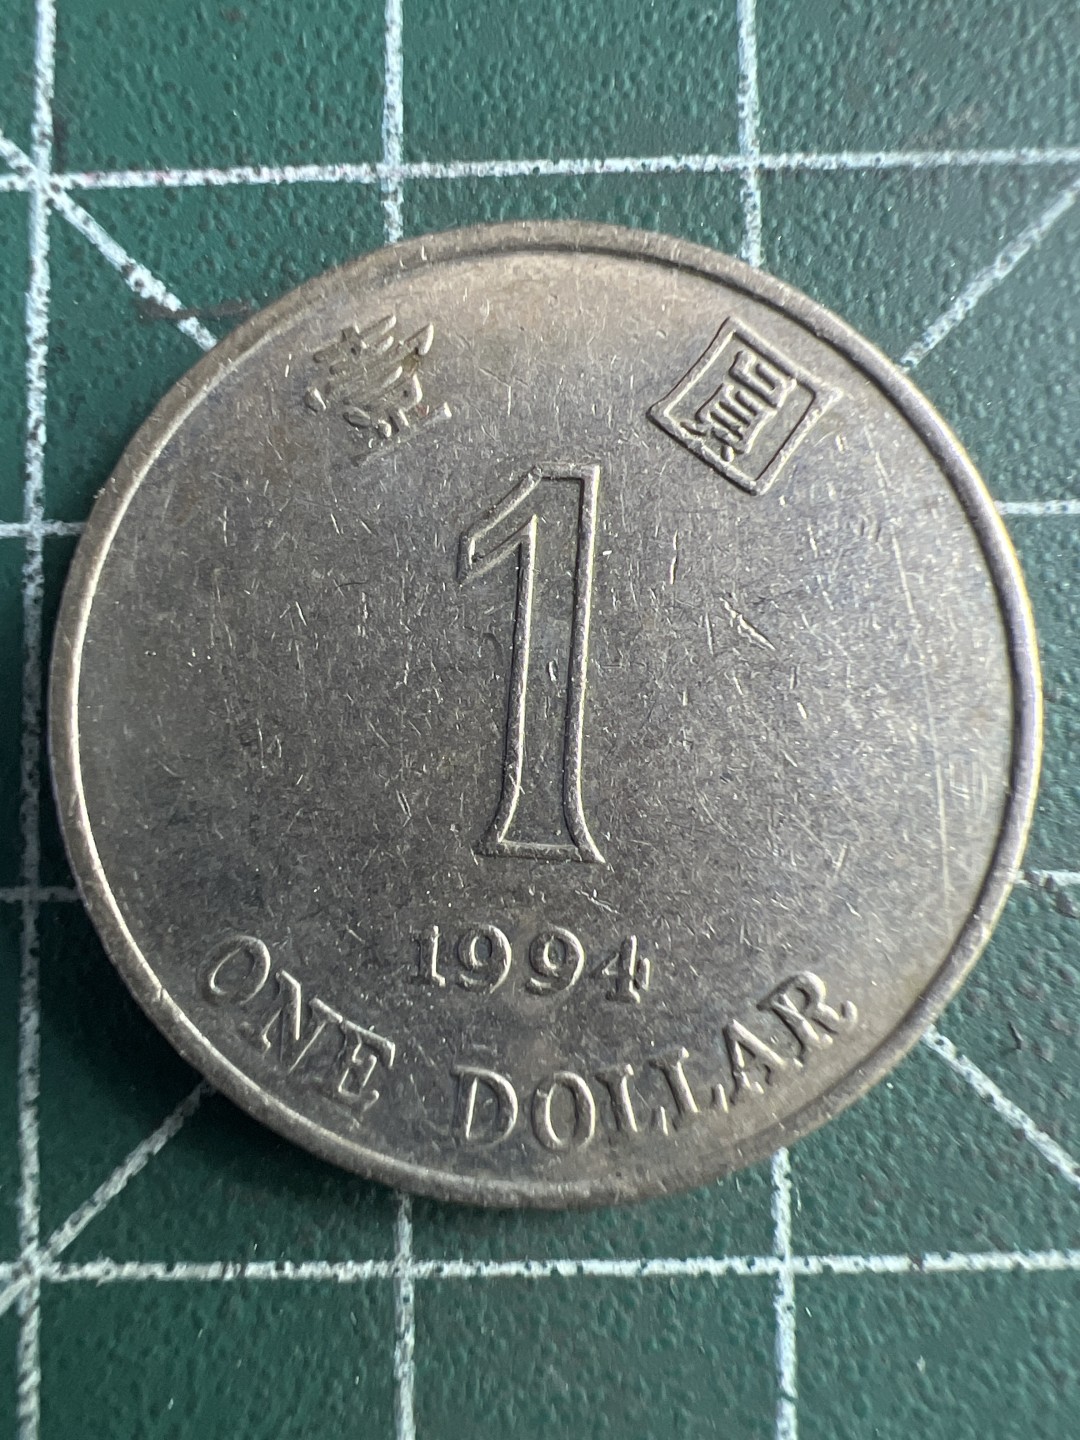 壹 圓
1
1994
ONE DOLLAR